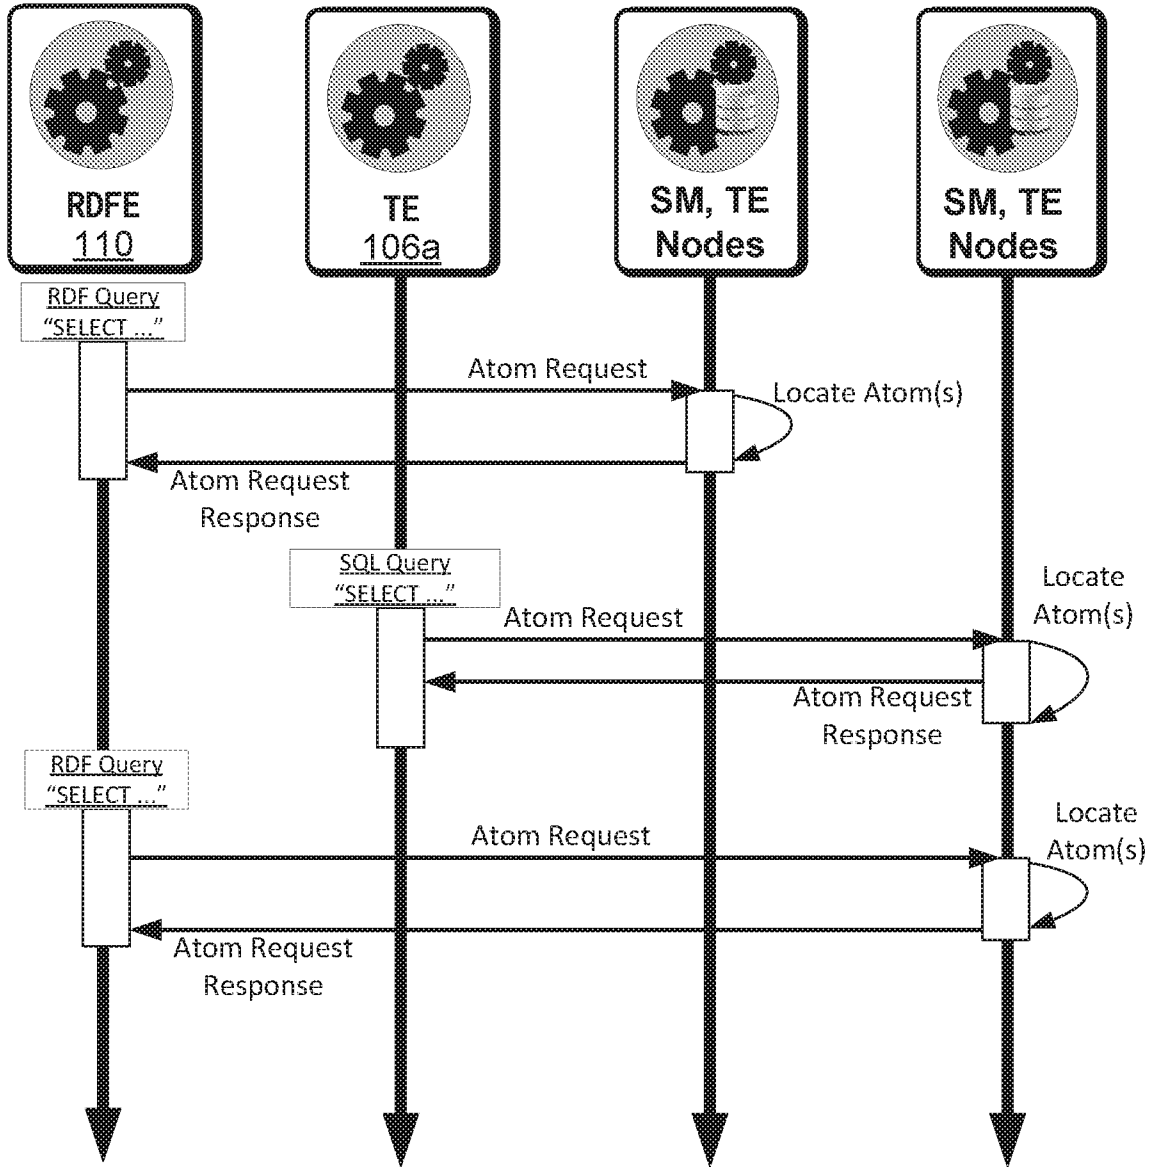 RDFE
110
TE
106a
SM, TE
Nodes
SM, TE
Nodes
RDF Query
“SELECT ...”
Atom Request
Locate Atom(s)
Atom Request
Response
SQL Query
“SELECT ...”
Atom Request
Locate
Atom(s)
Atom Request
Response
RDF Query
“SELECT ...”
Atom Request
Locate
Atom(s)
Atom Request
Response